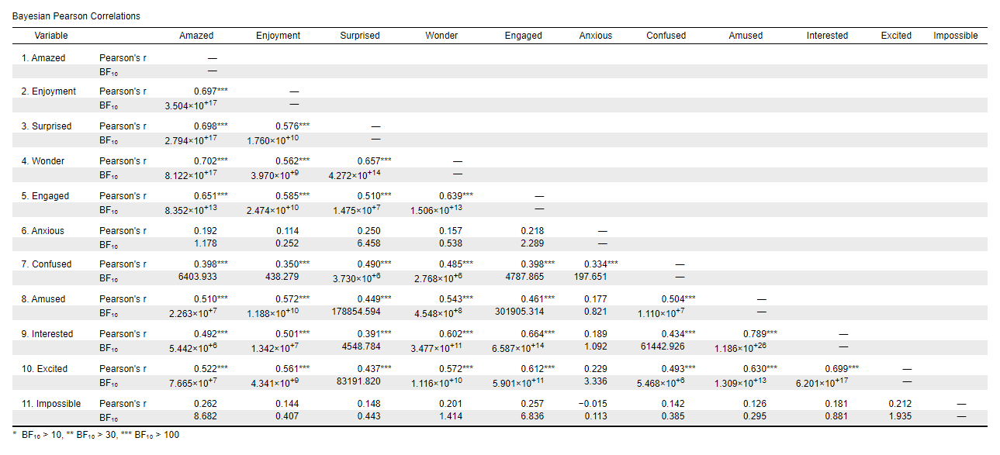 Bayesian Pearson Correlations
Variable Amazed Enjoyment Surprised Wonder Engaged Anxious Confused Amused Interested Excited Impossible
1. Amazed Pearson's r —
BF₁₀ —
2. Enjoyment Pearson's r 0.697*** —
BF₁₀ 3.504×10⁺¹⁷ —
3. Surprised Pearson's r 0.698*** 0.576*** —
BF₁₀ 2.794×10⁺¹⁷ 1.760×10⁺¹⁰ —
4. Wonder Pearson's r 0.702*** 0.562*** 0.657*** —
BF₁₀ 8.122×10⁺¹⁷ 3.970×10⁺⁹ 4.272×10⁺¹⁴ —
5. Engaged Pearson's r 0.651*** 0.585*** 0.510*** 0.639*** —
BF₁₀ 8.352×10⁺¹³ 2.474×10⁺¹⁰ 1.475×10⁺⁷ 1.506×10⁺¹³ —
6. Anxious Pearson's r 0.192 0.114 0.250 0.157 0.218 —
BF₁₀ 1.178 0.252 6.458 0.538 2.289 —
7. Confused Pearson's r 0.398*** 0.350*** 0.490*** 0.485*** 0.398*** 0.334*** —
BF₁₀ 6403.933 438.279 3.730×10⁺⁶ 2.768×10⁺⁶ 4787.865 197.651 —
8. Amused Pearson's r 0.510*** 0.572*** 0.449*** 0.543*** 0.461*** 0.177 0.504*** —
BF₁₀ 2.263×10⁺⁷ 1.188×10⁺¹⁰ 178854.594 4.548×10⁺⁸ 301905.314 0.821 1.110×10⁺⁷ —
9. Interested Pearson's r 0.492*** 0.501*** 0.391*** 0.602*** 0.664*** 0.189 0.434*** 0.789*** —
BF₁₀ 5.442×10⁺⁶ 1.342×10⁺⁷ 4548.784 3.477×10⁺¹¹ 6.587×10⁺¹⁴ 1.092 61442.926 1.186×10⁺²⁶ —
10. Excited Pearson's r 0.522*** 0.561*** 0.437*** 0.572*** 0.612*** 0.229 0.493*** 0.630*** 0.699*** —
BF₁₀ 7.665×10⁺⁷ 4.341×10⁺⁹ 83191.820 1.116×10⁺¹⁰ 5.901×10⁺¹¹ 3.336 5.468×10⁺⁶ 1.309×10⁺¹³ 6.201×10⁺¹⁷ —
11. Impossible Pearson's r 0.262 0.144 0.148 0.201 0.257 −0.015 0.142 0.126 0.181 0.212 —
BF₁₀ 8.682 0.407 0.443 1.414 6.836 0.113 0.385 0.295 0.881 1.935 —
* BF₁₀ > 10, ** BF₁₀ > 30, *** BF₁₀ > 100